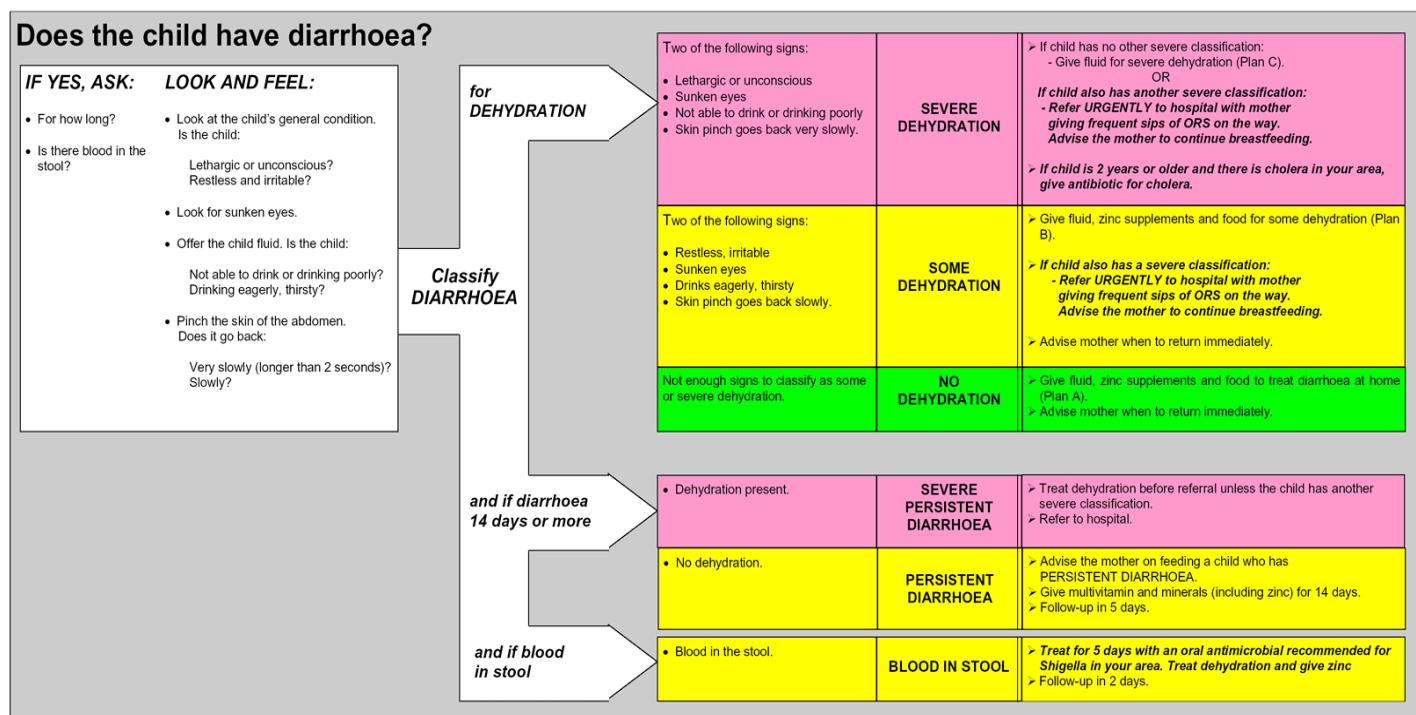 Does the child have diarrhoea?
IF YES, ASK:
• For how long?
• Is there blood in the
stool?
LOOK AND FEEL:
• Look at the child's general condition.
Is the child:
Lethargic or unconscious?
Restless and irritable?
• Look for sunken eyes.
• Offer the child fluid. Is the child:
Not able to drink or drinking poorly?
Drinking eagerly, thirsty?
• Pinch the skin of the abdomen.
Does it go back:
Very slowly (longer than 2 seconds)?
Slowly?
Classify
DIARRHOEA
for
DEHYDRATION
Two of the following signs:
• Lethargic or unconscious
• Sunken eyes
• Not able to drink or drinking poorly
• Skin pinch goes back very slowly.
SEVERE
DEHYDRATION
➢ If child has no other severe classification:
- Give fluid for severe dehydration (Plan C).
OR
If child also has another severe classification:
- Refer URGENTLY to hospital with mother
giving frequent sips of ORS on the way.
Advise the mother to continue breastfeeding.
➢ If child is 2 years or older and there is cholera in your area,
give antibiotic for cholera.
Two of the following signs:
• Restless, irritable
• Sunken eyes
• Drinks eagerly, thirsty
• Skin pinch goes back slowly.
SOME
DEHYDRATION
➢ Give fluid, zinc supplements and food for some dehydration (Plan
B).
➢ If child also has a severe classification:
- Refer URGENTLY to hospital with mother
giving frequent sips of ORS on the way.
Advise the mother to continue breastfeeding.
➢ Advise mother when to return immediately.
Not enough signs to classify as some
or severe dehydration.
NO
DEHYDRATION
➢ Give fluid, zinc supplements and food to treat diarrhoea at home
(Plan A).
➢ Advise mother when to return immediately.
and if diarrhoea
14 days or more
• Dehydration present.
SEVERE
PERSISTENT
DIARRHOEA
➢ Treat dehydration before referral unless the child has another
severe classification.
➢ Refer to hospital.
• No dehydration.
PERSISTENT
DIARRHOEA
➢ Advise the mother on feeding a child who has
PERSISTENT DIARRHOEA.
➢ Give multivitamin and minerals (including zinc) for 14 days.
➢ Follow-up in 5 days.
and if blood
in stool
• Blood in the stool.
BLOOD IN STOOL
➢ Treat for 5 days with an oral antimicrobial recommended for
Shigella in your area. Treat dehydration and give zinc
➢ Follow-up in 2 days.